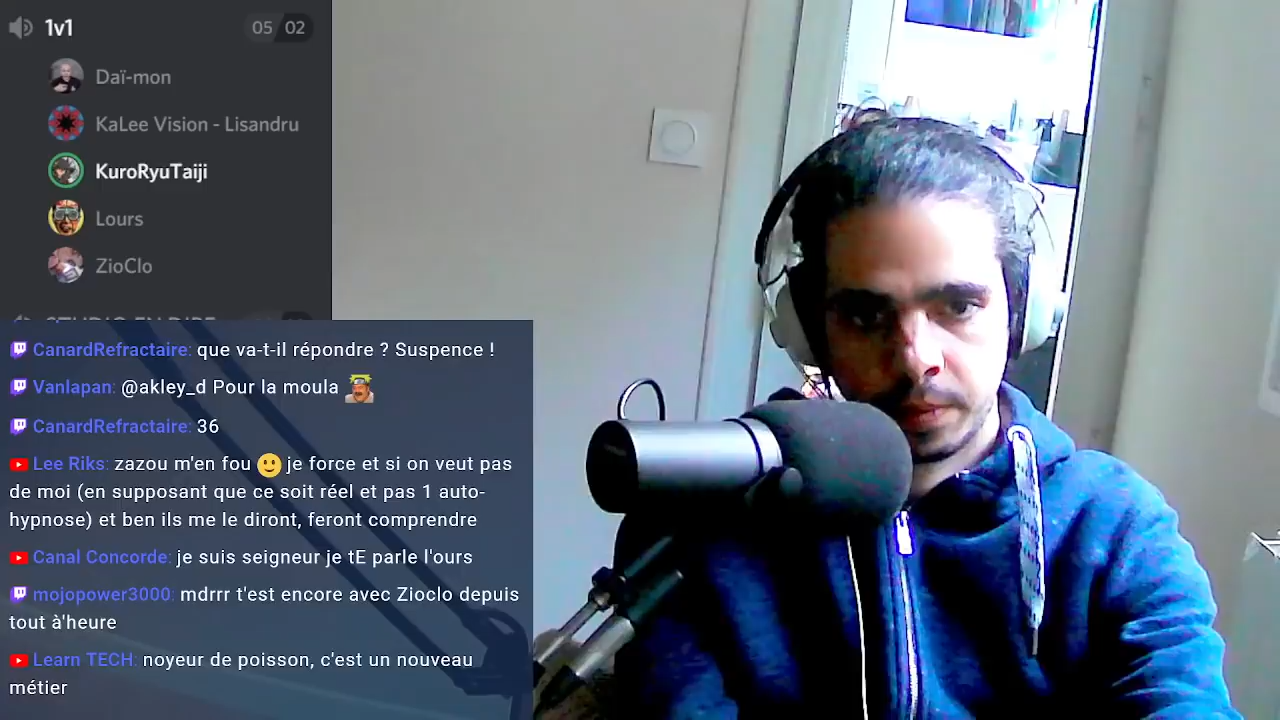 1v1 05 02
Daï-mon
KaLee Vision - Lisandru
KuroRyuTaiji
Lours
ZioClo
STUDIO EN DIRE
CanardRefractaire: que va-t-il répondre ? Suspence !
Vanlapan: @akley_d Pour la moula
CanardRefractaire: 36
Lee Riks: zazou m'en fou 🙂 je force et si on veut pas
de moi (en supposant que ce soit réel et pas 1 auto-
hypnose) et ben ils me le diront, feront comprendre
Canal Concorde: je suis seigneur je tE parle l'ours
mojopower3000: mdrrr t'est encore avec Zioclo depuis
tout à'heure
Learn TECH: noyeur de poisson, c'est un nouveau
métier